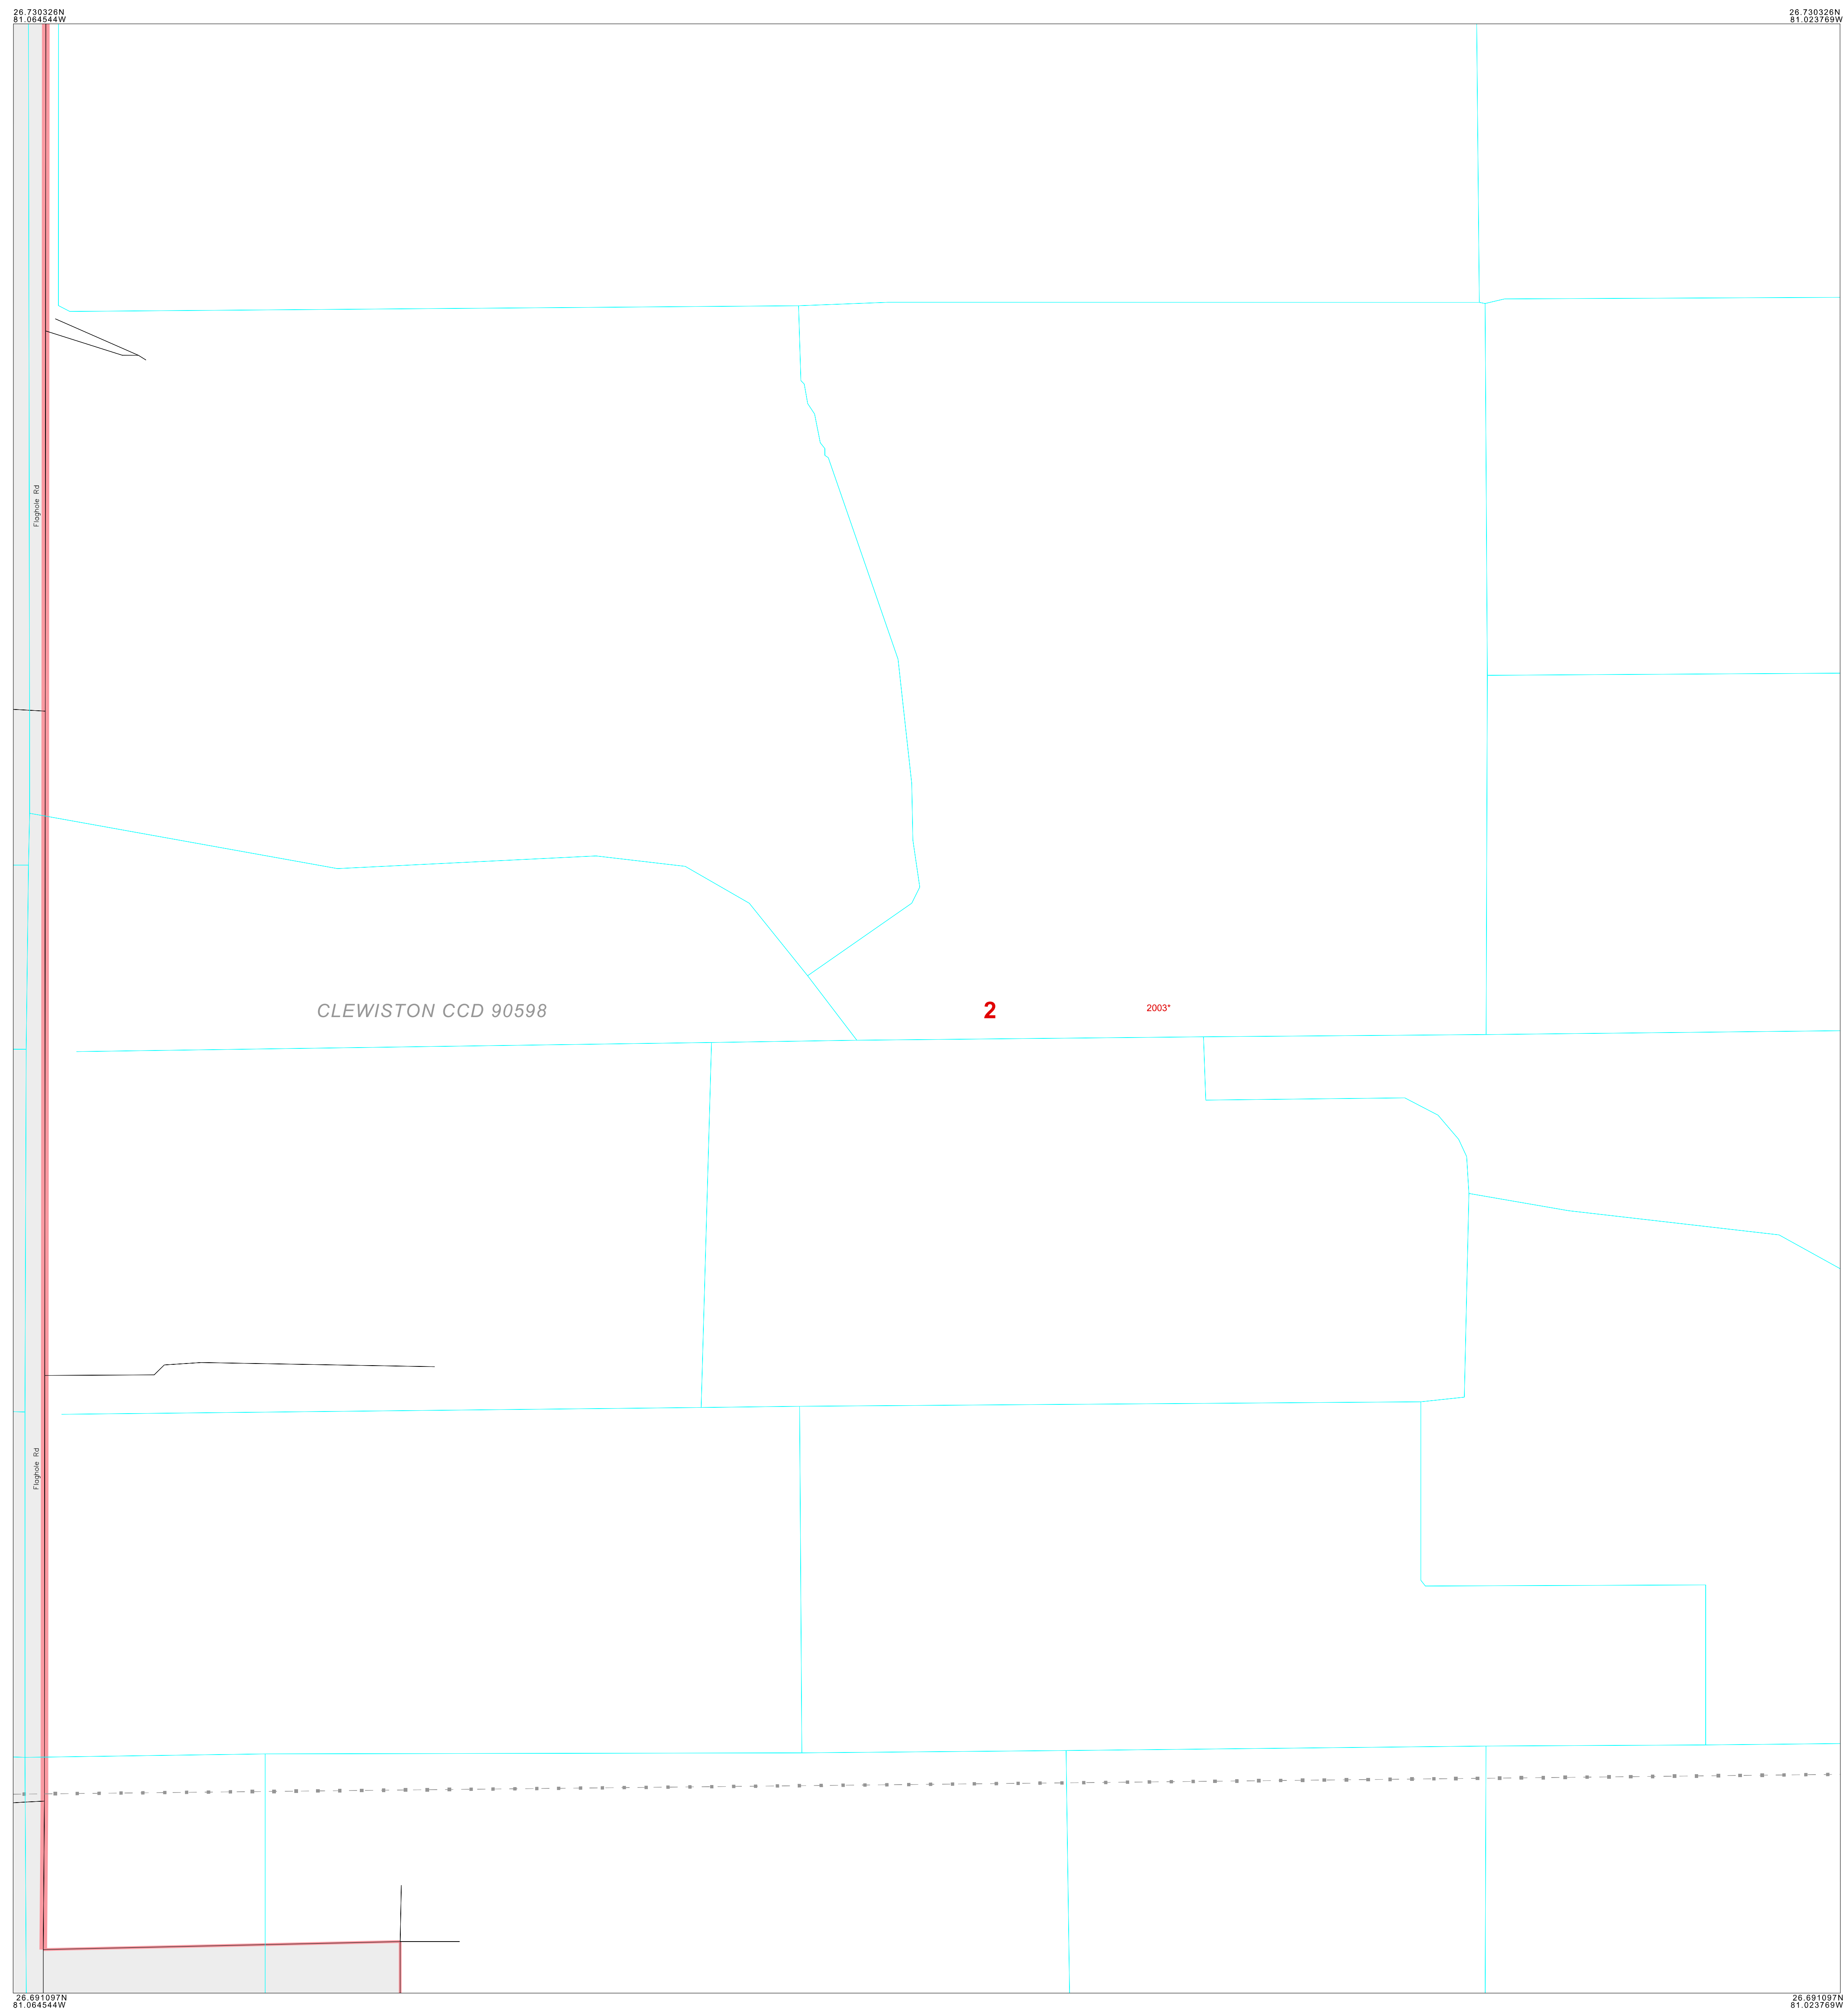 26.730326N
81.064544W
26.730326N
81.023769W
Flaghole Rd
CLEWISTON CCD 90598
2
2003*
Flaghole Rd
26.691097N
81.064544W
26.691097N
81.023769W